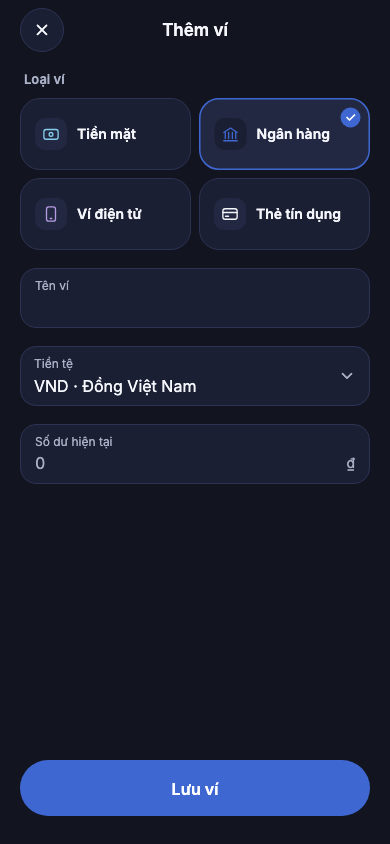 Thêm ví
Loại ví
Tiền mặt
Ngân hàng
Ví điện tử
Thẻ tín dụng
Tên ví
Tiền tệ
VND · Đồng Việt Nam
Số dư hiện tại
0 ₫
Lưu ví